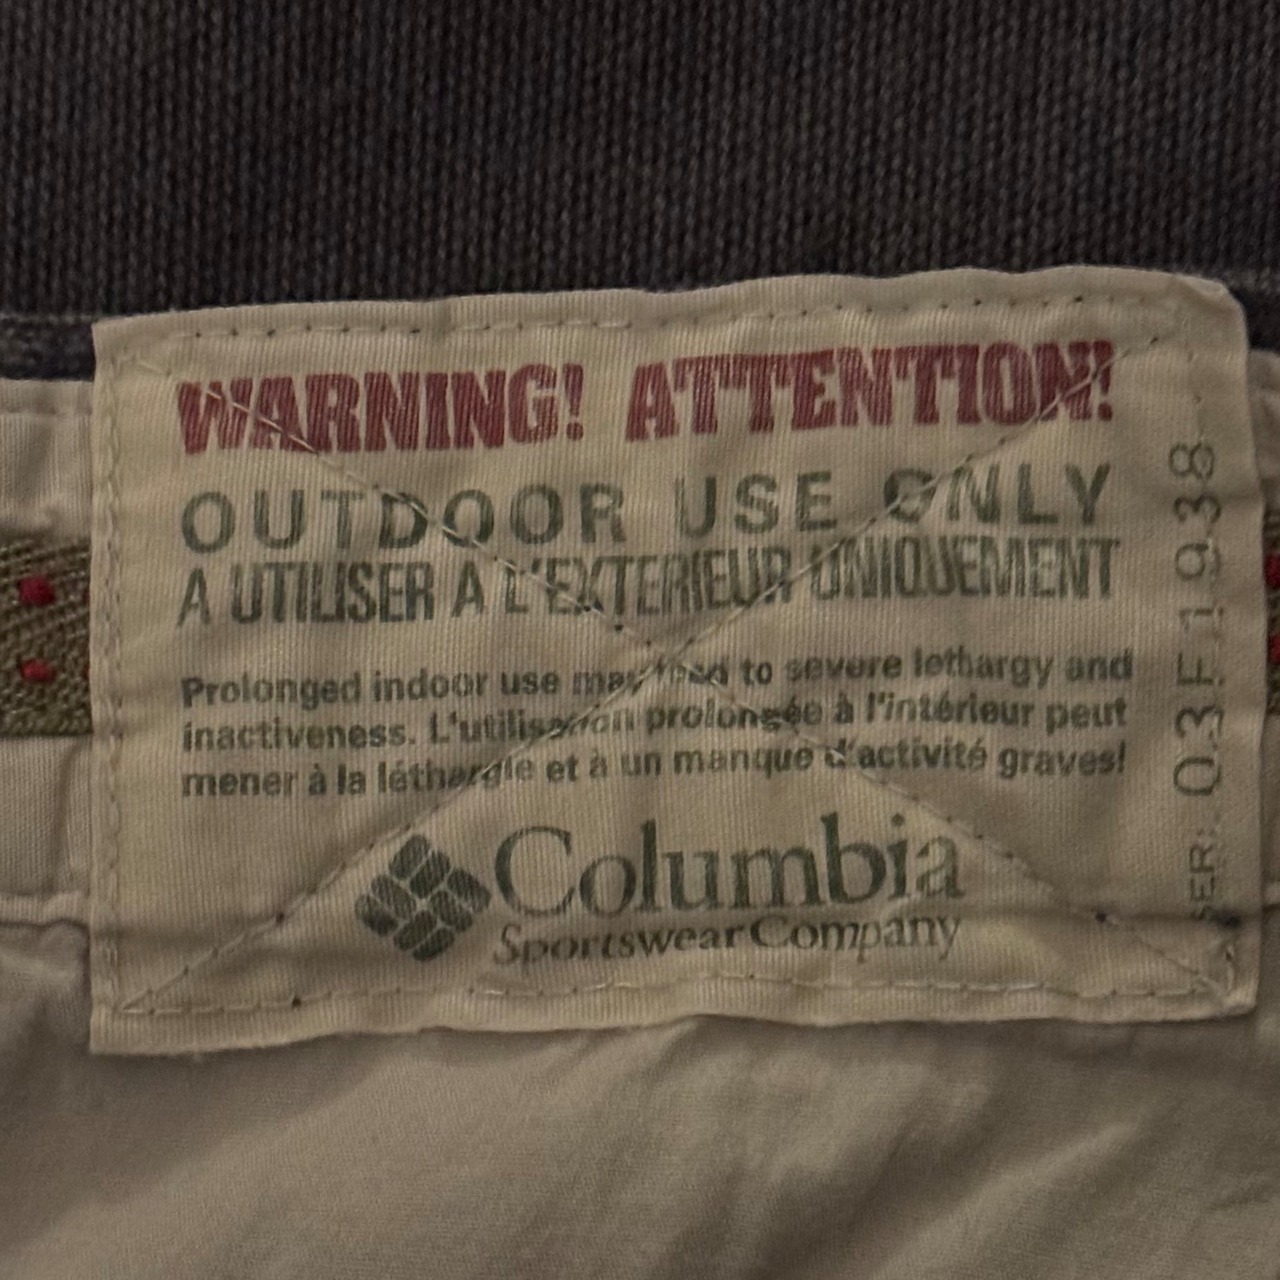 WARNING! ATTENTION!
OUTDOOR USE ONLY
A UTILISER A L'EXTERIEUR UNIQUEMENT
Prolonged indoor use may lead to severe lethargy and
inactiveness. L'utilisation prolongée à l'intérieur peut
mener à la léthargie et à un manque d'activité graves!
Columbia
Sportswear Company
SER: 03F1938